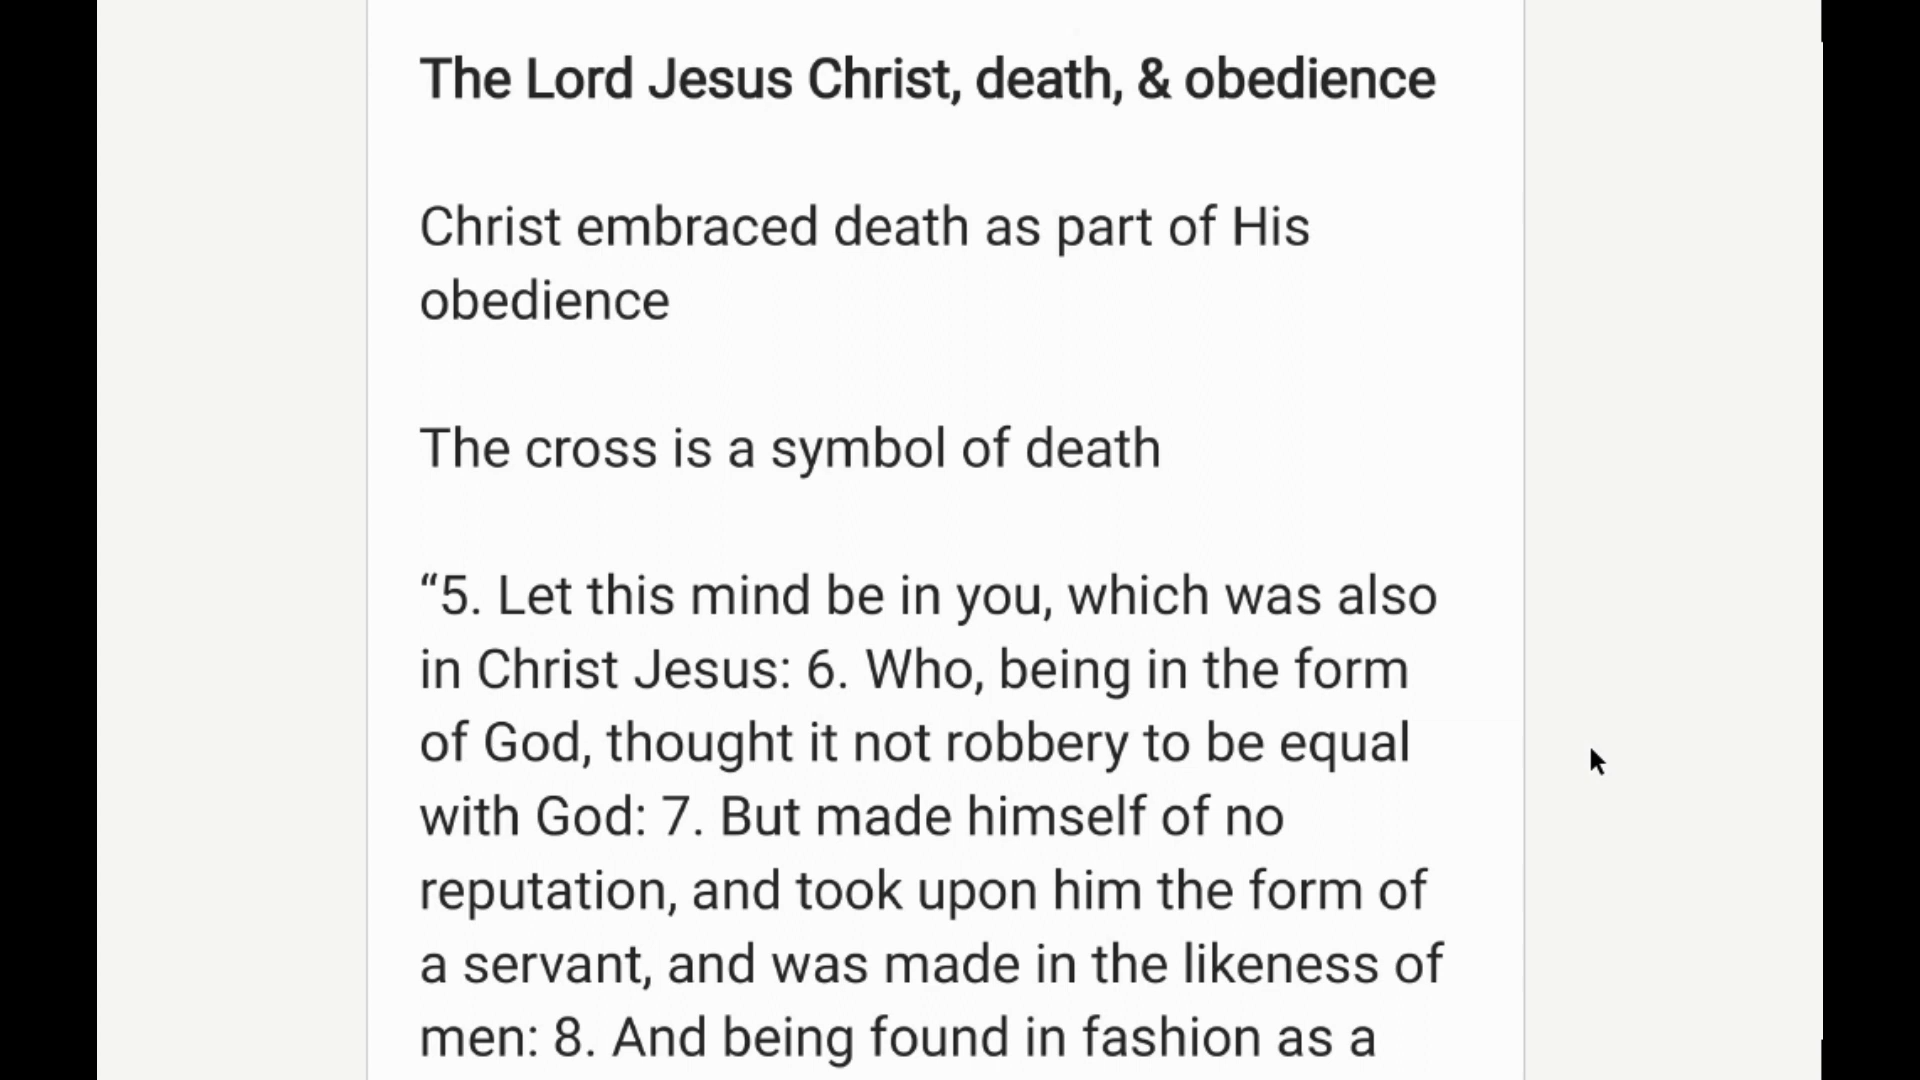 The Lord Jesus Christ, death, & obedience
Christ embraced death as part of His
obedience
The cross is a symbol of death
“5. Let this mind be in you, which was also
in Christ Jesus: 6. Who, being in the form
of God, thought it not robbery to be equal
with God: 7. But made himself of no
reputation, and took upon him the form of
a servant, and was made in the likeness of
men: 8. And being found in fashion as a